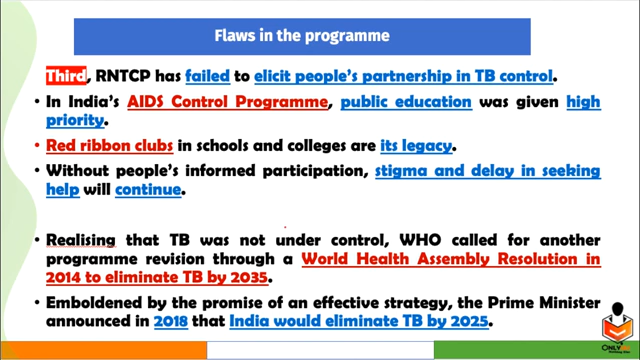 Flaws in the programme
Third, RNTCP has failed to elicit people's partnership in TB control.
• In India's AIDS Control Programme, public education was given high
priority.
• Red ribbon clubs in schools and colleges are its legacy.
• Without people's informed participation, stigma and delay in seeking
help will continue.
• Realising that TB was not under control, WHO called for another
programme revision through a World Health Assembly Resolution in
2014 to eliminate TB by 2035.
• Emboldened by the promise of an effective strategy, the Prime Minister
announced in 2018 that India would eliminate TB by 2025.